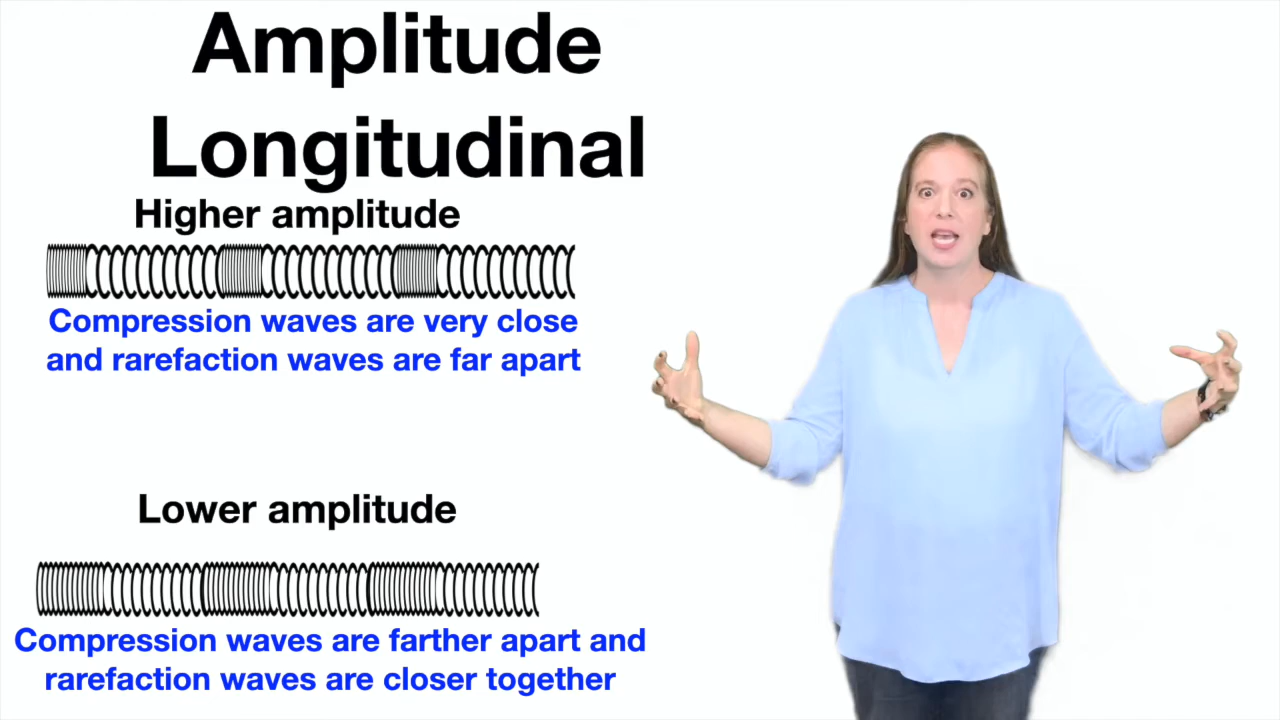 Amplitude
Longitudinal
Higher amplitude
Compression waves are very close
and rarefaction waves are far apart
Lower amplitude
Compression waves are farther apart and
rarefaction waves are closer together